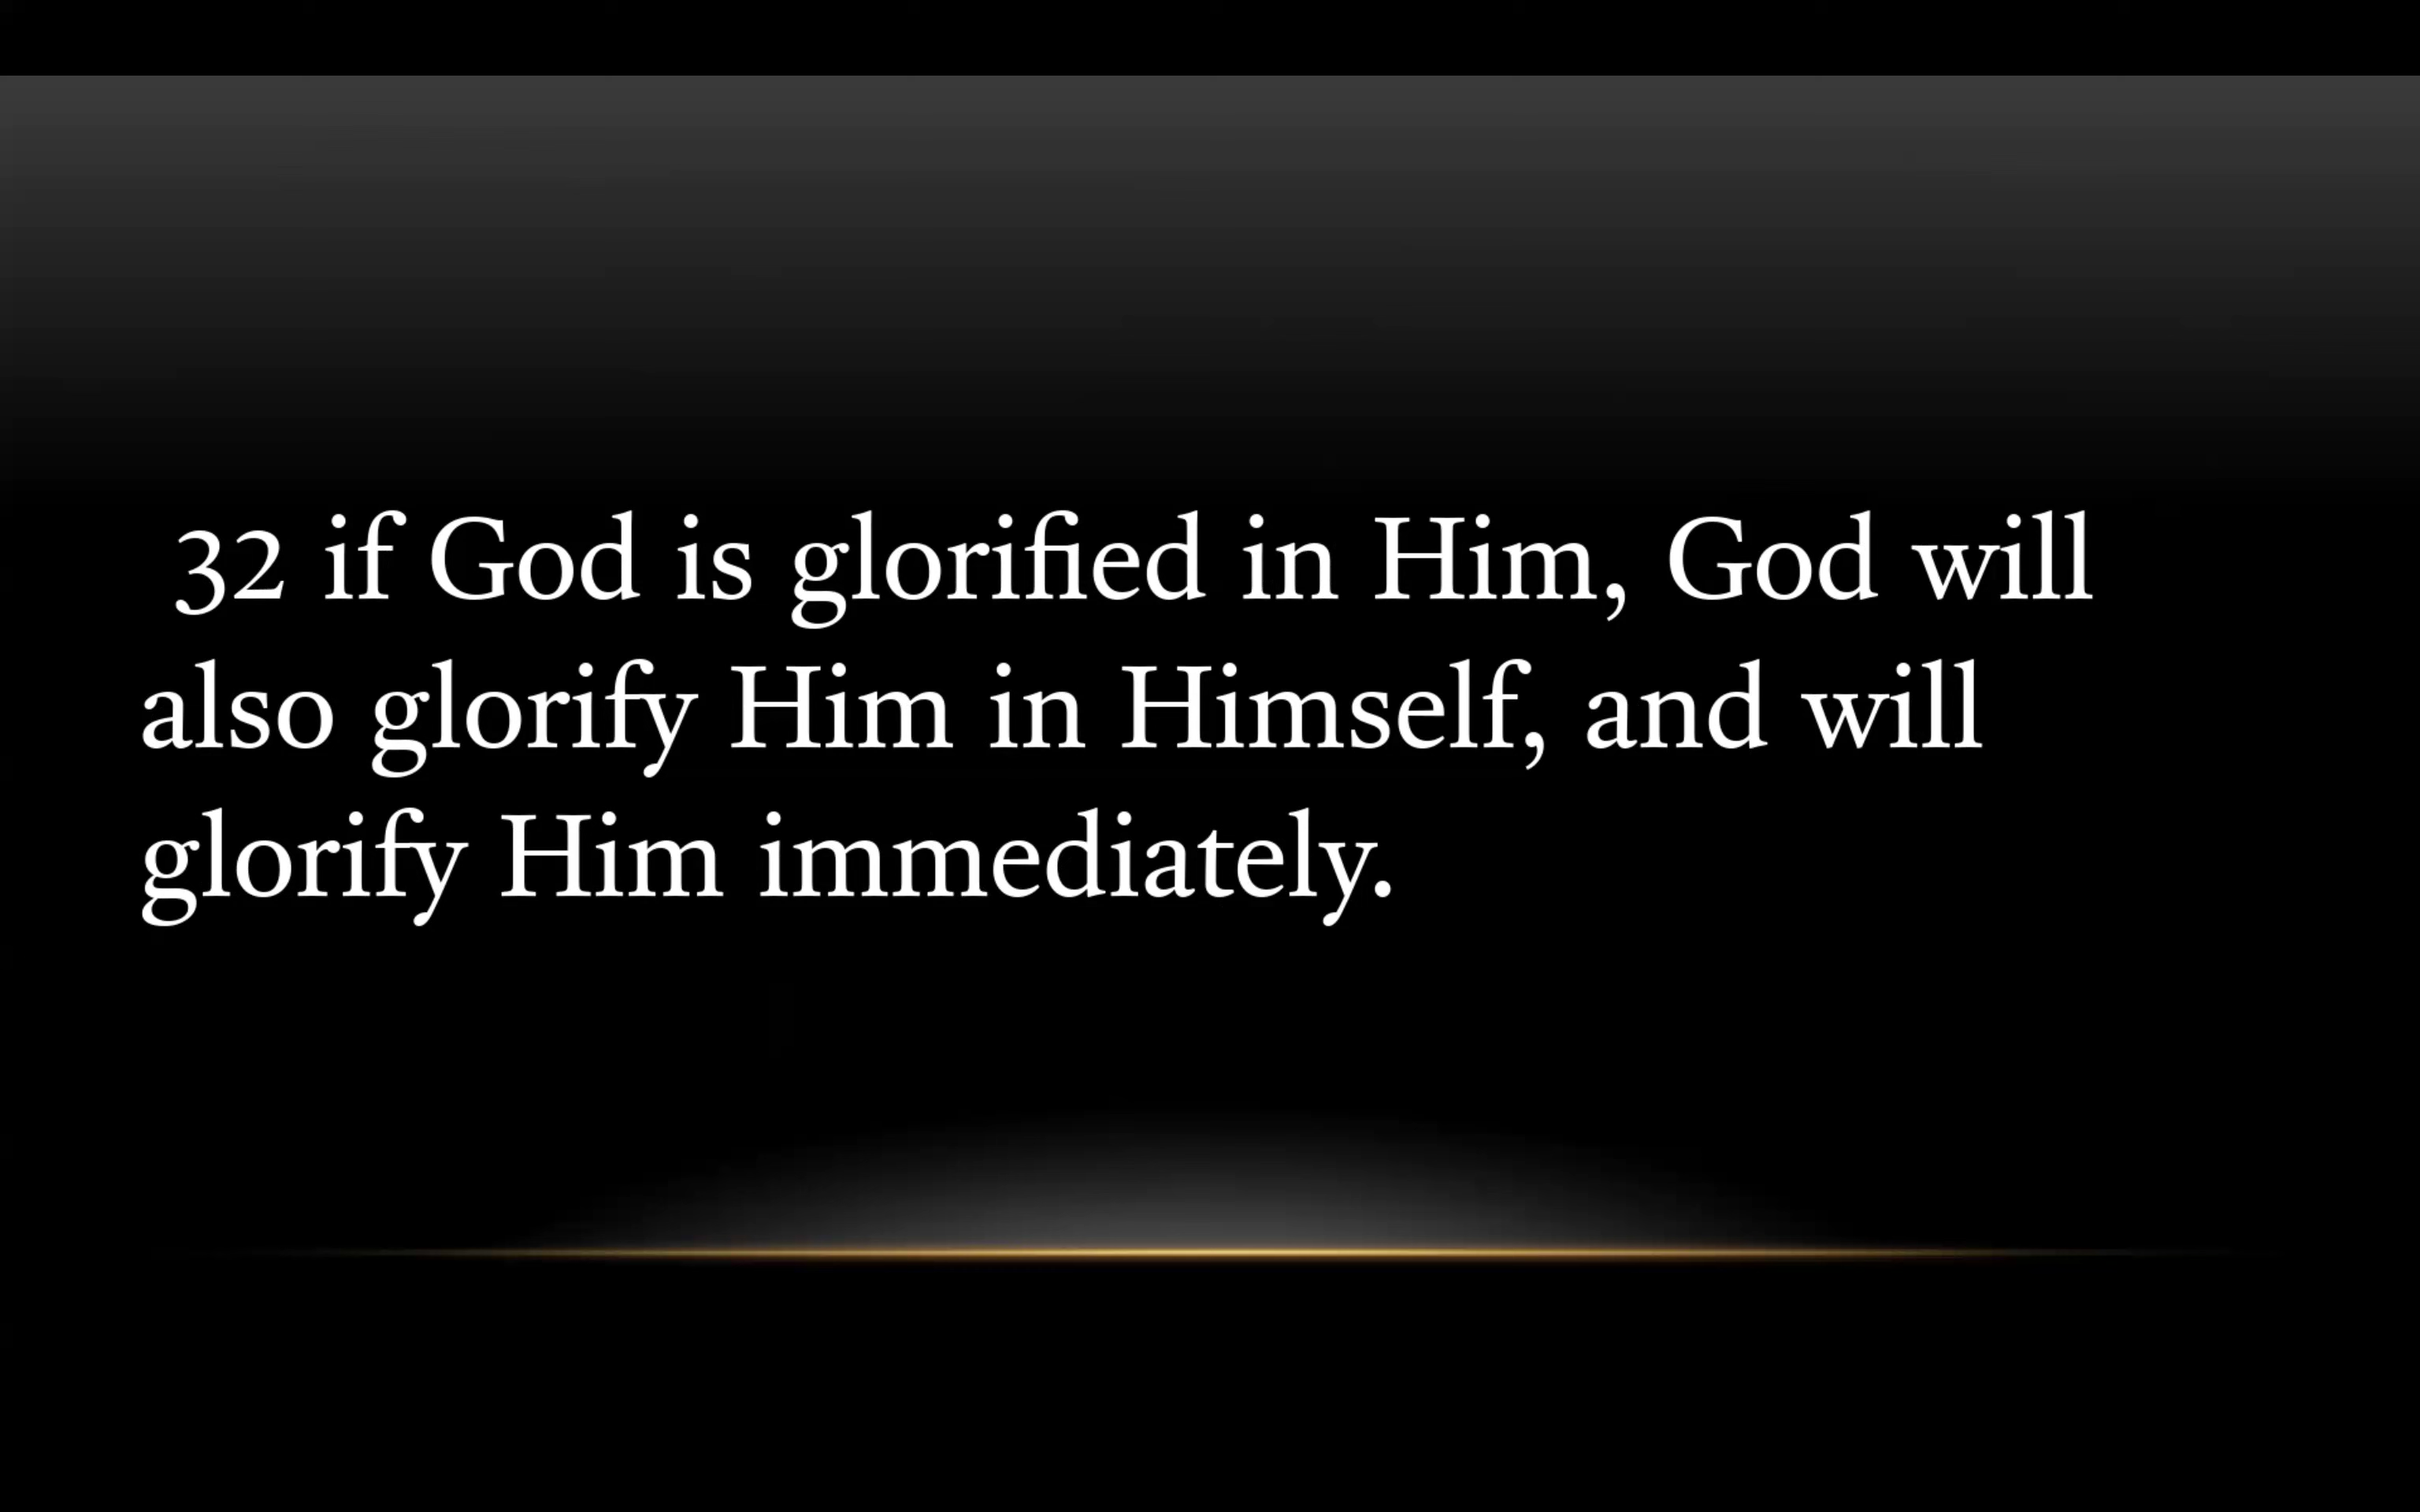 32 if God is glorified in Him, God will
also glorify Him in Himself, and will
glorify Him immediately.